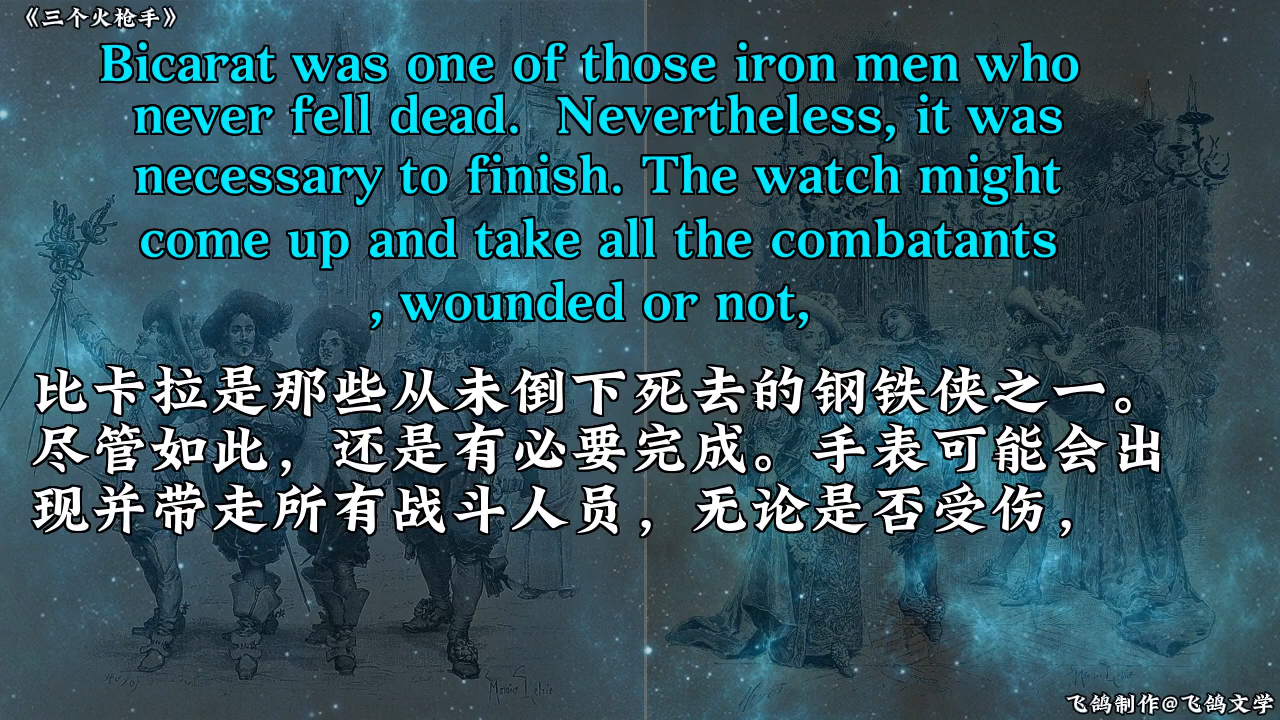 《三个火枪手》
Bicarat was one of those iron men who
never fell dead.  Nevertheless, it was
necessary to finish. The watch might
come up and take all the combatants
, wounded or not,
比卡拉是那些从未倒下死去的钢铁侠之一。
尽管如此，还是有必要完成。手表可能会出
现并带走所有战斗人员，无论是否受伤，
飞鸽制作@飞鸽文学